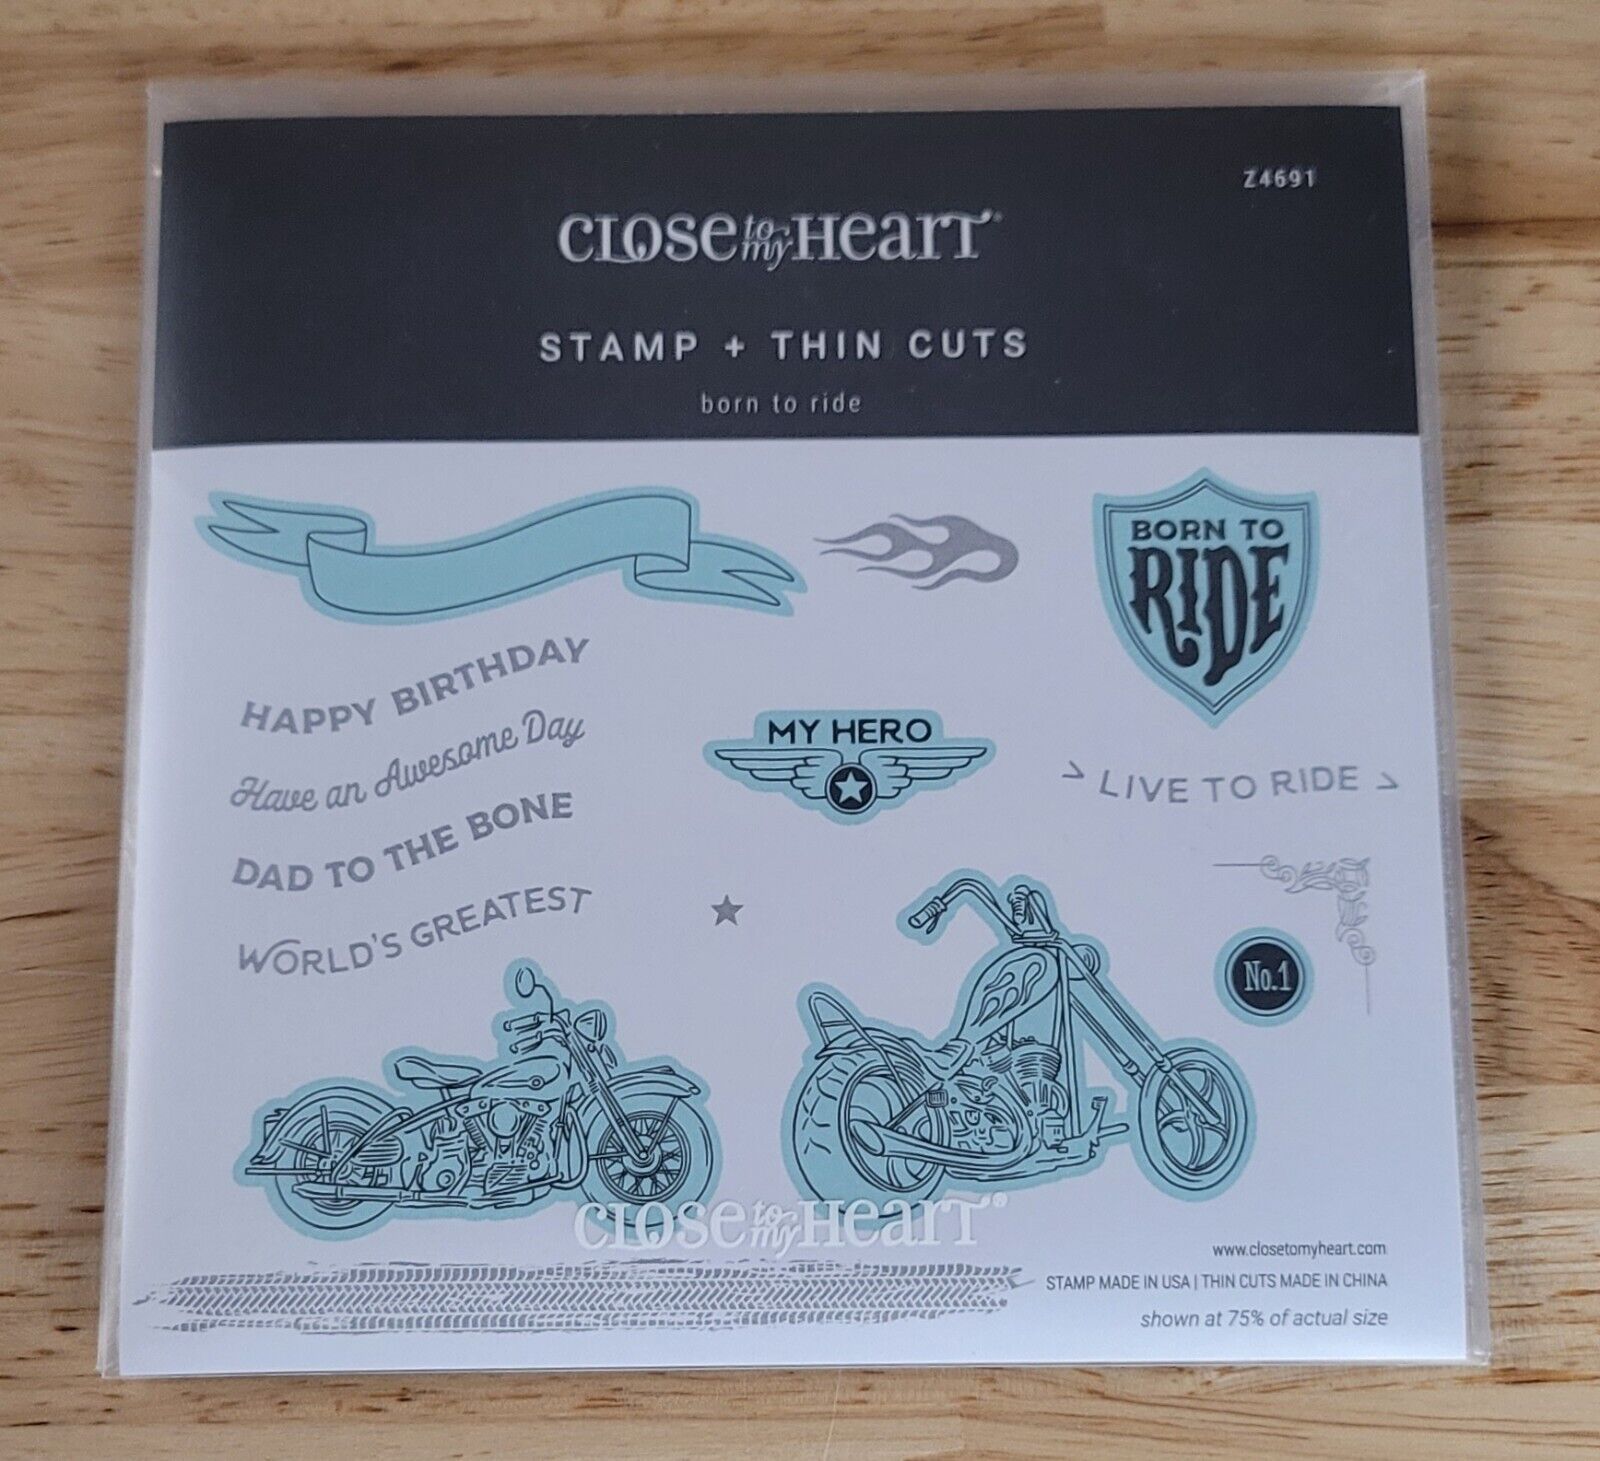 Z4691
CLOSE to my HEART®
STAMP + THIN CUTS
born to ride
BORN TO
RIDE
HAPPY BIRTHDAY
Have an Awesome Day
DAD TO THE BONE
WORLD'S GREATEST
MY HERO
LIVE TO RIDE
No.1
CLOSE to my HEART®
www.closetomyheart.com
STAMP MADE IN USA | THIN CUTS MADE IN CHINA
shown at 75% of actual size